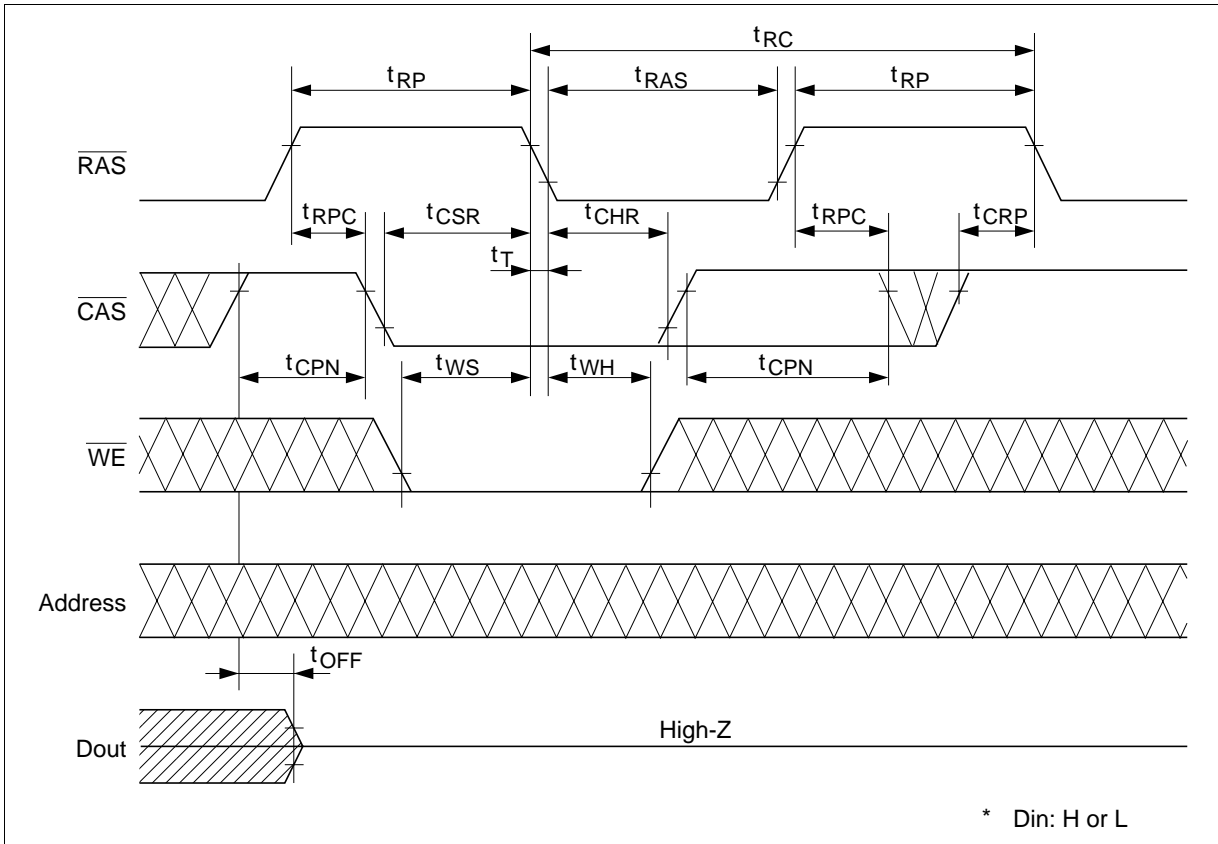 tRC
tRP tRAS tRP
RAS
tRPC tCSR tCHR tRPC tCRP
tT
CAS
tCPN tWS tWH tCPN
WE
Address
tOFF
High-Z
Dout
* Din: H or L